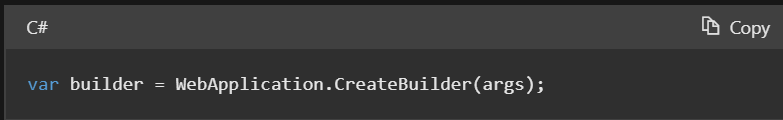 C#
Copy
var builder = WebApplication.CreateBuilder(args);